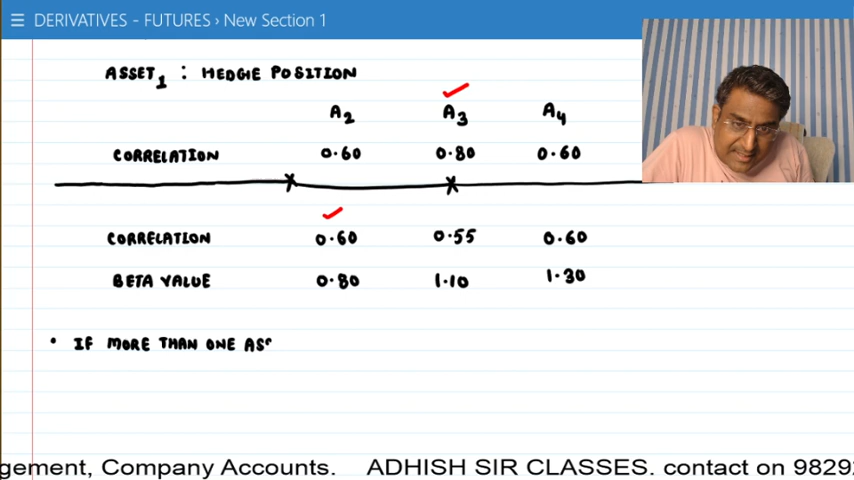 ☰ DERIVATIVES - FUTURES › New Section 1
ASSET1 : HEDGE POSITION
A2 A3 A4
CORRELATION 0.60 0.80 0.60
CORRELATION 0.60 0.55 0.60
BETA VALUE 0.80 1.10 1.30
• IF MORE THAN ONE
gement, Company Accounts. ADHISH SIR CLASSES. contact on 9829